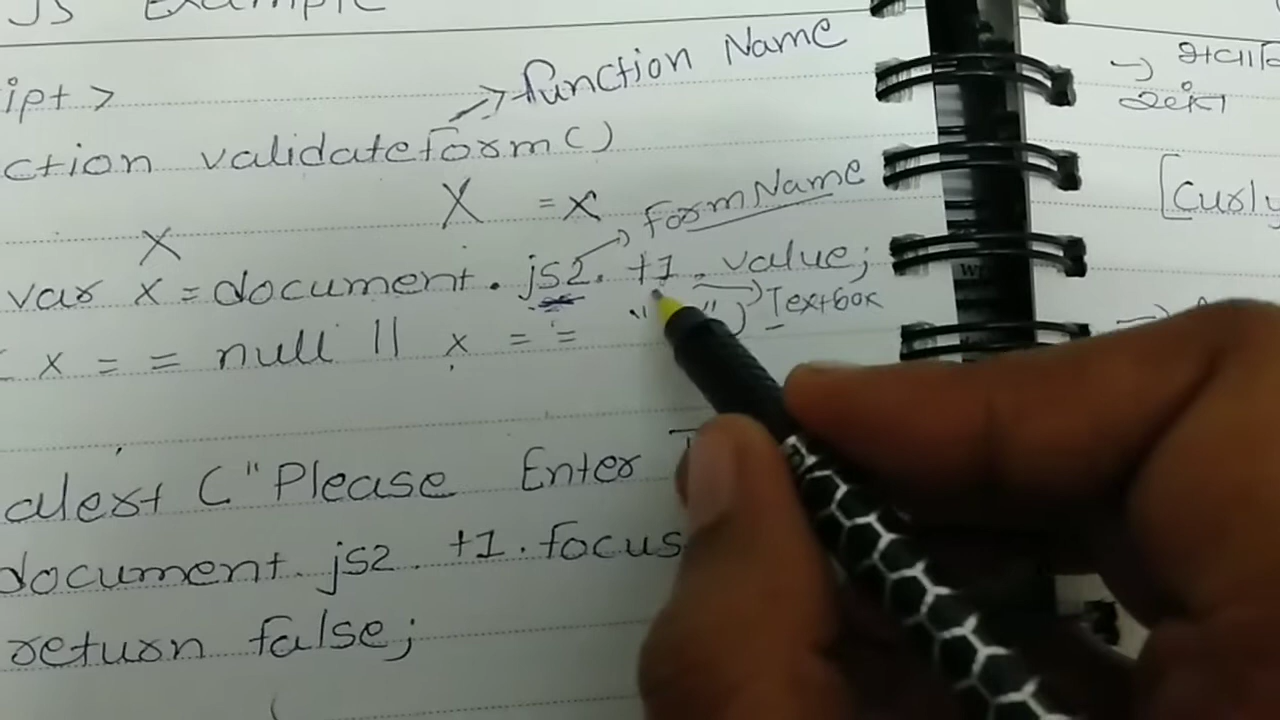 JS Example
ipt >
function Name
ction validateform()
X = x
X
form Name
var x = document. js2. t1. value;
Textbox
x == null || x == "")
alert ("Please Enter
document. js2. t1. focus
return false;
[Curly